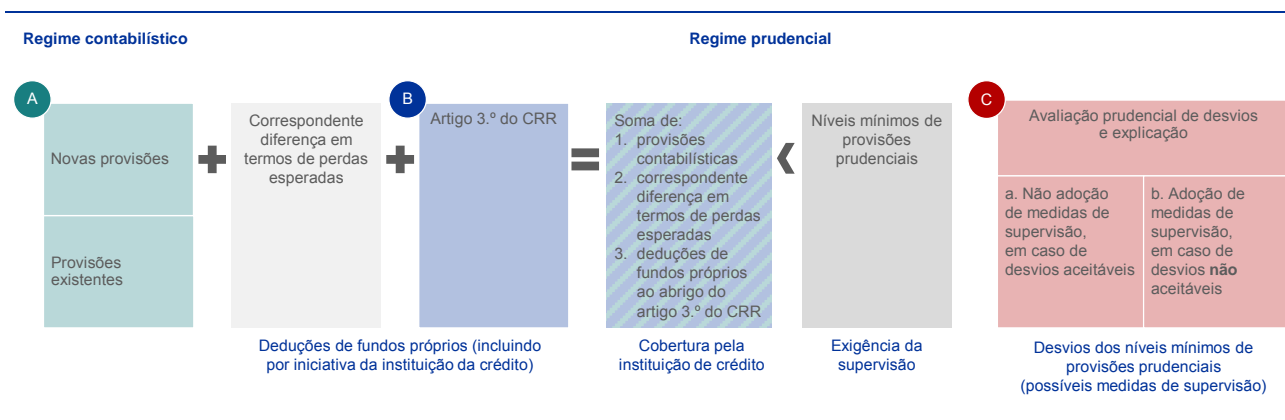 Regime contabilístico
Regime prudencial
A
Novas provisões
Provisões
existentes
Correspondente
diferença em
termos de perdas
esperadas
B
Artigo 3.º do CRR
Deduções de fundos próprios (incluindo
por iniciativa da instituição da crédito)
Soma de:
1. provisões
contabilísticas
2. correspondente
diferença em
termos de perdas
esperadas
3. deduções de
fundos próprios
ao abrigo do
artigo 3.º do CRR
Cobertura pela
instituição de crédito
Níveis mínimos de
provisões
prudenciais
Exigência da
supervisão
C
Avaliação prudencial de desvios
e explicação
a. Não adoção
de medidas de
supervisão,
em caso de
desvios aceitáveis
b. Adoção de
medidas de
supervisão,
em caso de
desvios não
aceitáveis
Desvios dos níveis mínimos de
provisões prudenciais
(possíveis medidas de supervisão)